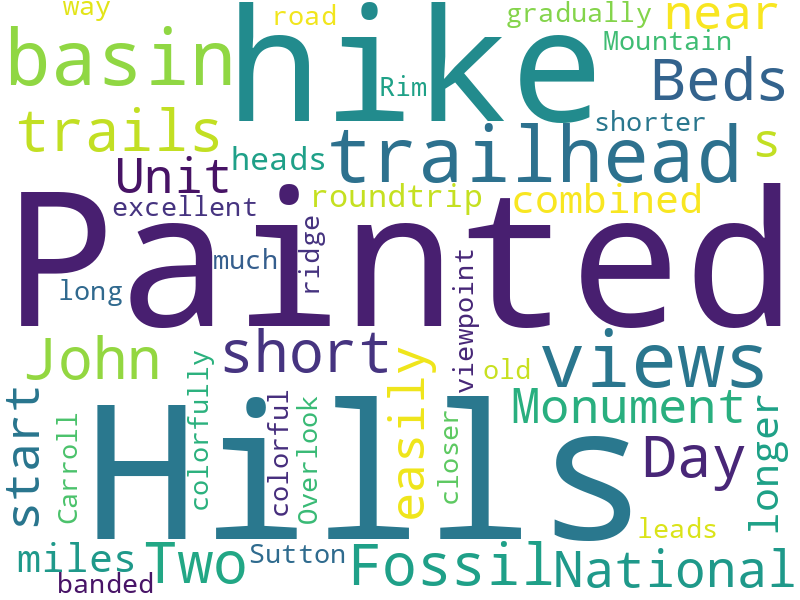 way
road
gradually
near
hike
basin
Mountain
Rim
Beds
trails
shorter
s
trailhead
heads
Unit
roundtrip
combined
excellent
Painted
ridge
much
long
viewpoint
John
short
views
old
colorfully
easily
Monument
start
Carroll
colorful
Overlook
closer
longer
Hills
Day
leads
miles
Two
Sutton
Fossil
National
banded